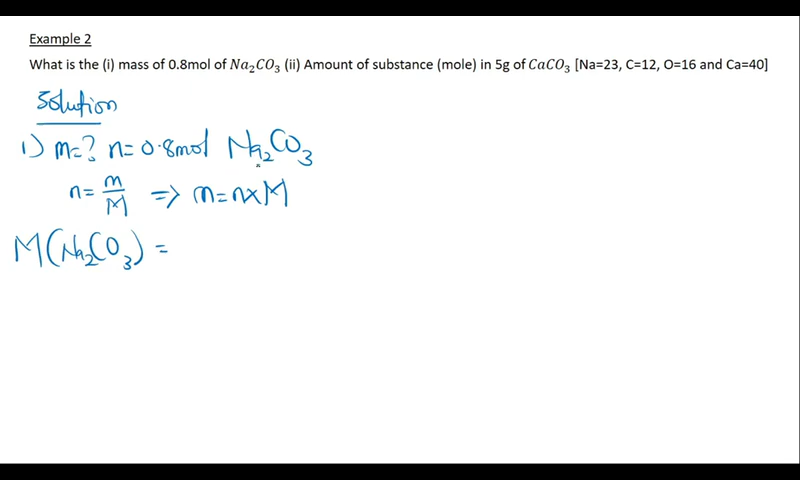 Example 2
What is the (i) mass of 0.8mol of Na₂CO₃ (ii) Amount of substance (mole) in 5g of CaCO₃ [Na=23, C=12, O=16 and Ca=40]
Solution
i) m=? n=0.8mol Na₂CO₃
n= m/M => m=n×M
M(Na₂CO₃) =